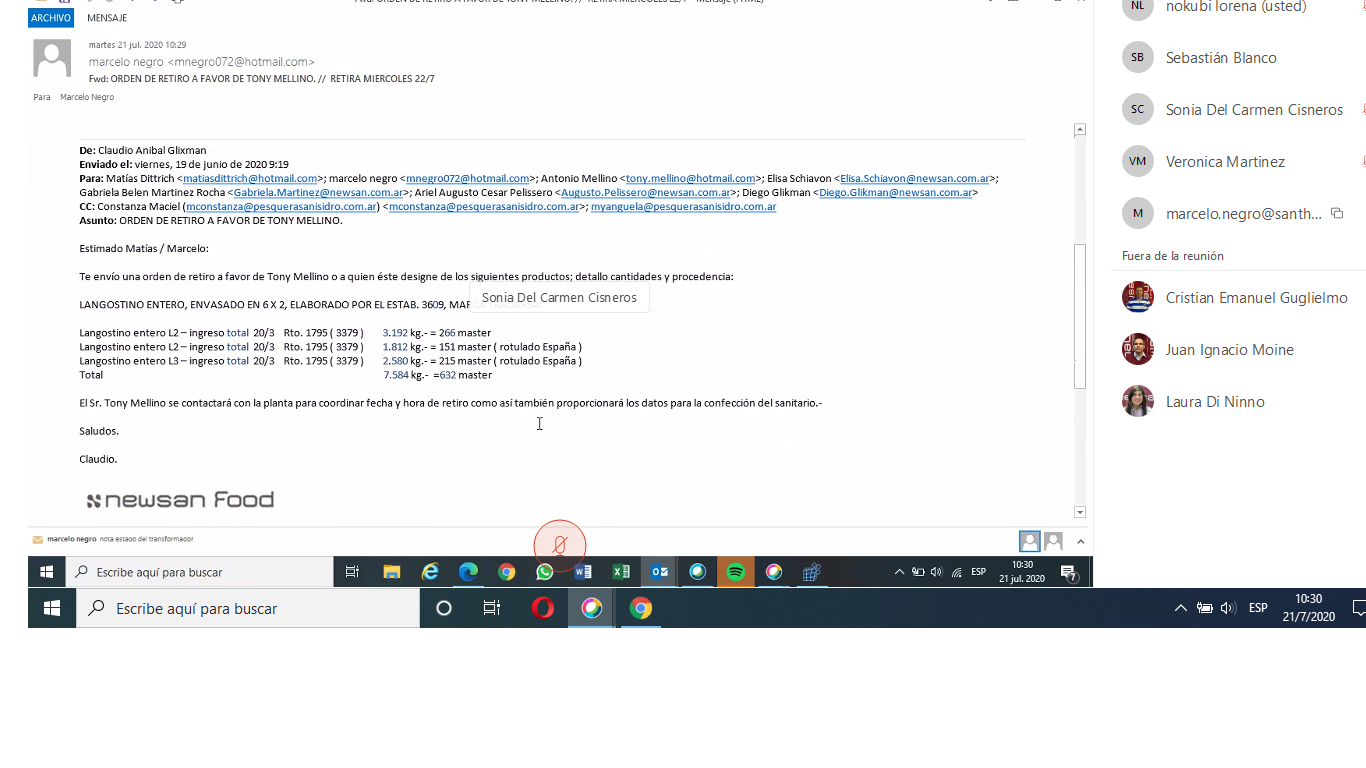 Fwd: ORDEN DE RETIRO A FAVOR DE TONY MELLINO. // RETIRA MIERCOLES 22/7 - Mensaje (HTML)
ARCHIVO MENSAJE
martes 21 jul. 2020 10:29
marcelo negro <mnegro072@hotmail.com>
Fwd: ORDEN DE RETIRO A FAVOR DE TONY MELLINO. // RETIRA MIERCOLES 22/7
Para Marcelo Negro
De: Claudio Anibal Glixman
Enviado el: viernes, 19 de junio de 2020 9:19
Para: Matías Dittrich <matiasdittrich@hotmail.com>; marcelo negro <mnegro072@hotmail.com>; Antonio Mellino <tony.mellino@hotmail.com>; Elisa Schiavon <Elisa.Schiavon@newsan.com.ar>;
Gabriela Belen Martinez Rocha <Gabriela.Martinez@newsan.com.ar>; Ariel Augusto Cesar Pelissero <Augusto.Pelissero@newsan.com.ar>; Diego Glikman <Diego.Glikman@newsan.com.ar>
CC: Constanza Maciel (mconstanza@pesquerasanisidro.com.ar) <mconstanza@pesquerasanisidro.com.ar>; myanguela@pesquerasanisidro.com.ar
Asunto: ORDEN DE RETIRO A FAVOR DE TONY MELLINO.
Estimado Matías / Marcelo:
Te envío una orden de retiro a favor de Tony Mellino o a quien éste designe de los siguientes productos; detallo cantidades y procedencia:
LANGOSTINO ENTERO, ENVASADO EN 6 X 2, ELABORADO POR EL ESTAB. 3609,
Sonia Del Carmen Cisneros
Langostino entero L2 – ingreso total 20/3 Rto. 1795 ( 3379 ) 3.192 kg.- = 266 master
Langostino entero L2 – ingreso total 20/3 Rto. 1795 ( 3379 ) 1.812 kg.- = 151 master ( rotulado España )
Langostino entero L3 – ingreso total 20/3 Rto. 1795 ( 3379 ) 2.580 kg.- = 215 master ( rotulado España )
Total 7.584 kg.- =632 master
El Sr. Tony Mellino se contactará con la planta para coordinar fecha y hora de retiro como así también proporcionará los datos para la confección del sanitario.-
Saludos.
Claudio.
newsan Food
marcelo negro nota estado del transformador
Escribe aquí para buscar
ESP
10:30
21 jul. 2020
7
Escribe aquí para buscar
ESP
10:30
21/7/2020
NL nokubi lorena (usted)
SB Sebastián Blanco
SC Sonia Del Carmen Cisneros
VM Veronica Martinez
M marcelo.negro@santh...
Fuera de la reunión
Cristian Emanuel Guglielmo
Juan Ignacio Moine
Laura Di Ninno